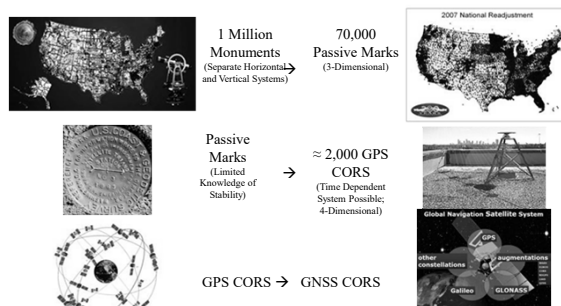 1 Million
Monuments
(Separate Horizontal
and Vertical Systems)
→
70,000
Passive Marks
(3-Dimensional)
2007 National Readjustment
Passive
Marks
(Limited
Knowledge of
Stability)
→
≈ 2,000 GPS
CORS
(Time Dependent
System Possible;
4-Dimensional)
GPS CORS → GNSS CORS
Global Navigation Satellite System
GPS
other
constellations
augmentations
Galileo
GLONASS